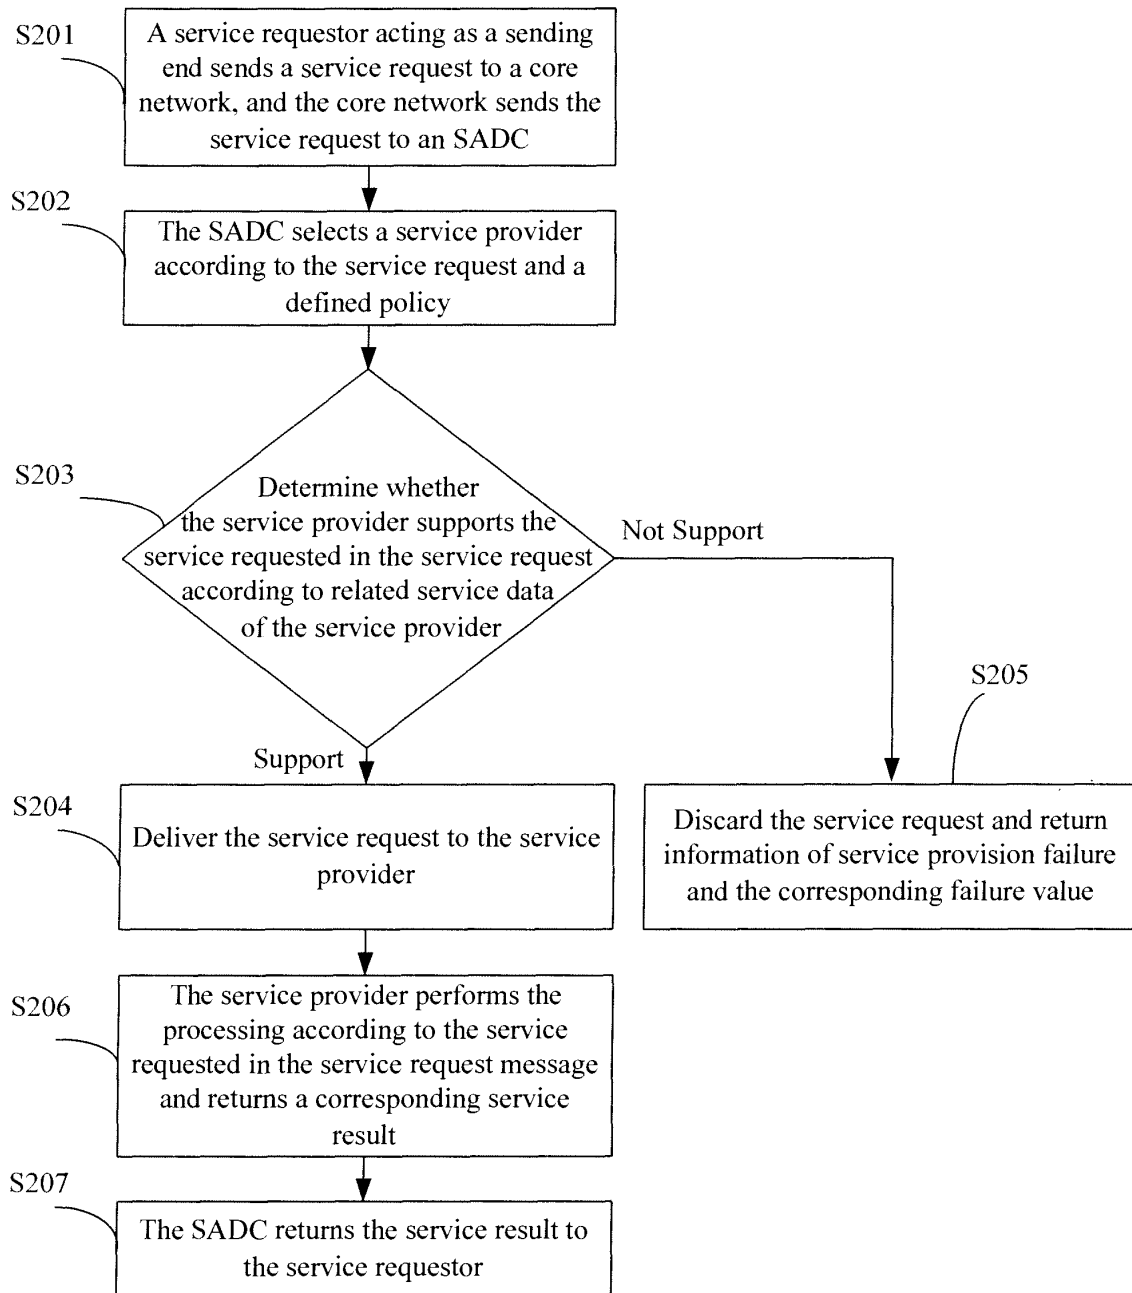 S201
A service requestor acting as a sending
end sends a service request to a core
network, and the core network sends the
service request to an SADC
S202
The SADC selects a service provider
according to the service request and a
defined policy
S203
Determine whether
the service provider supports the
service requested in the service request
according to related service data
of the service provider
Not Support
Support
S204
Deliver the service request to the service
provider
S205
Discard the service request and return
information of service provision failure
and the corresponding failure value
S206
The service provider performs the
processing according to the service
requested in the service request message
and returns a corresponding service
result
S207
The SADC returns the service result to
the service requestor